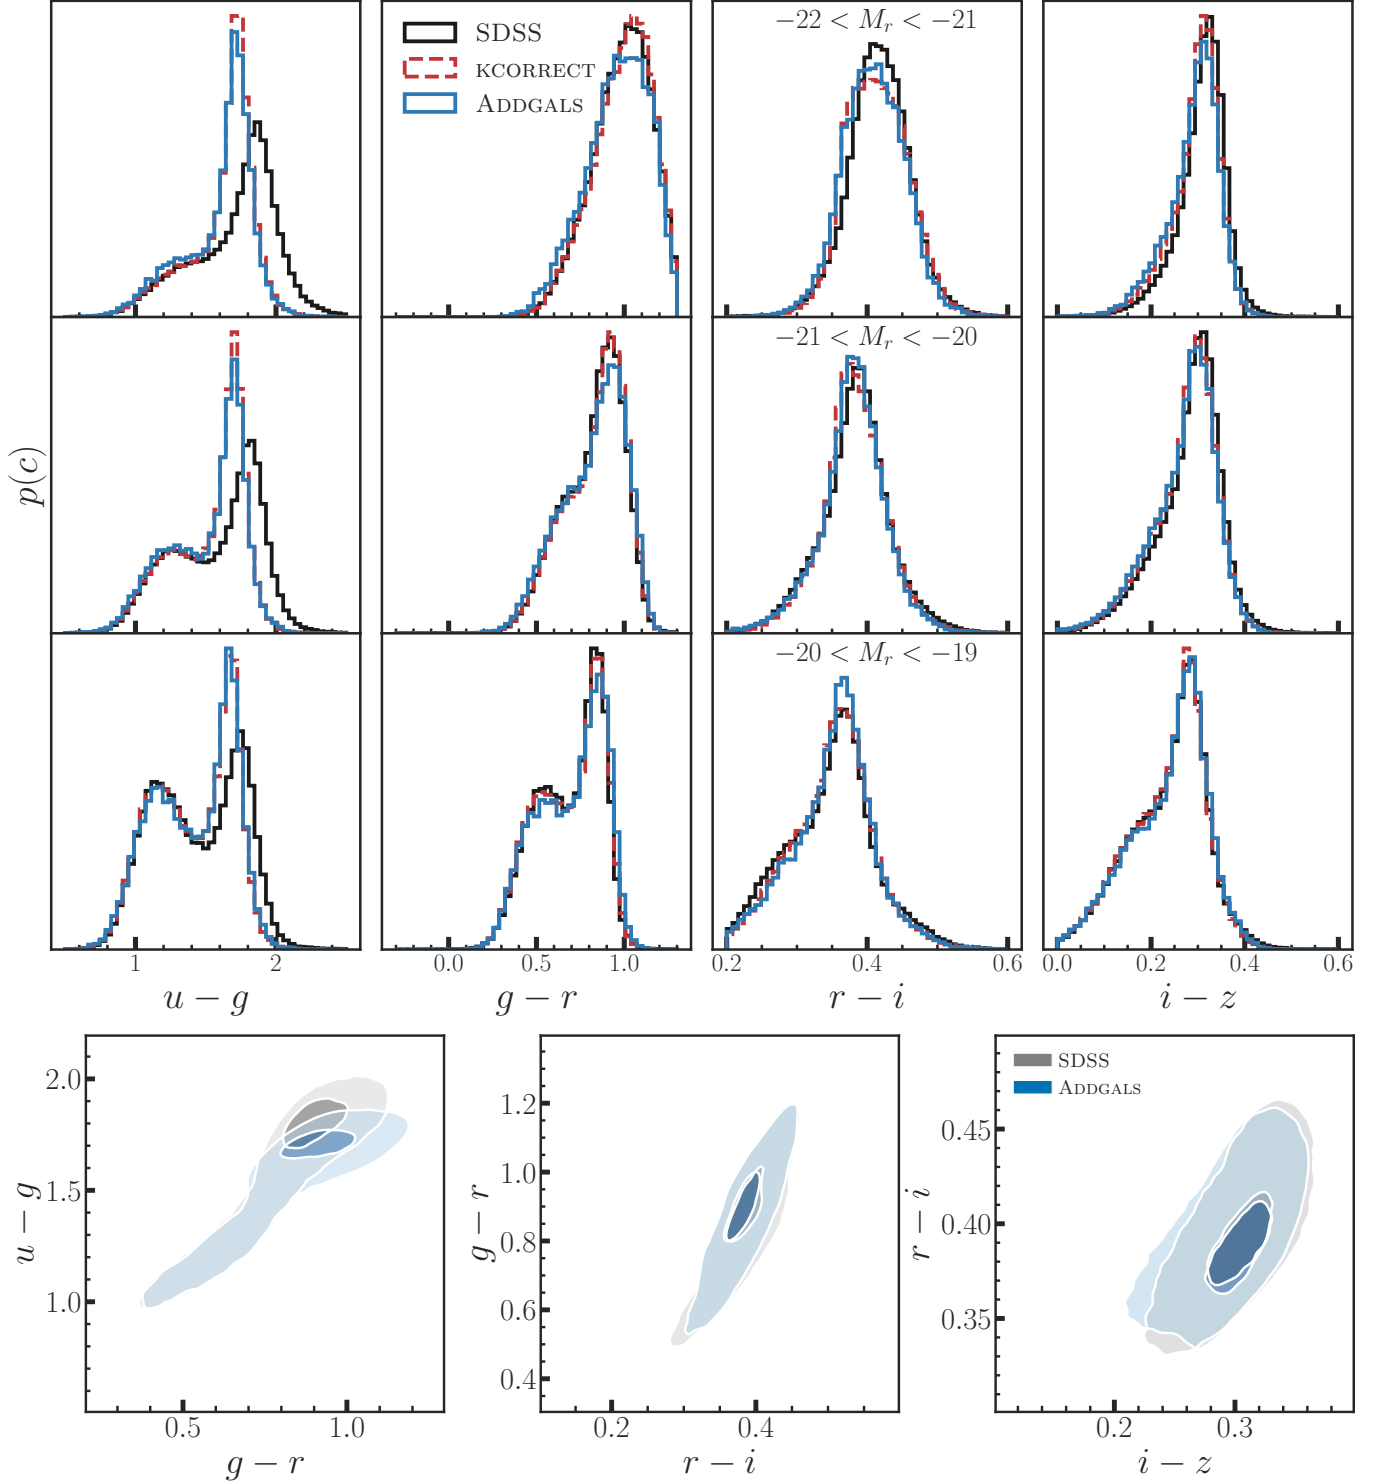 SDSS
KCORRECT
ADDGALS
−22 < M_r < −21
−21 < M_r < −20
−20 < M_r < −19
p(c)
1 2
0.0 0.5 1.0
0.2 0.4 0.6
0.0 0.2 0.4 0.6
u − g
g − r
r − i
i − z
2.0
1.5
1.0
u − g
0.5 1.0
g − r
1.2
1.0
0.8
0.6
0.4
g − r
0.2 0.4
r − i
SDSS
ADDGALS
0.45
0.40
0.35
r − i
0.2 0.3
i − z